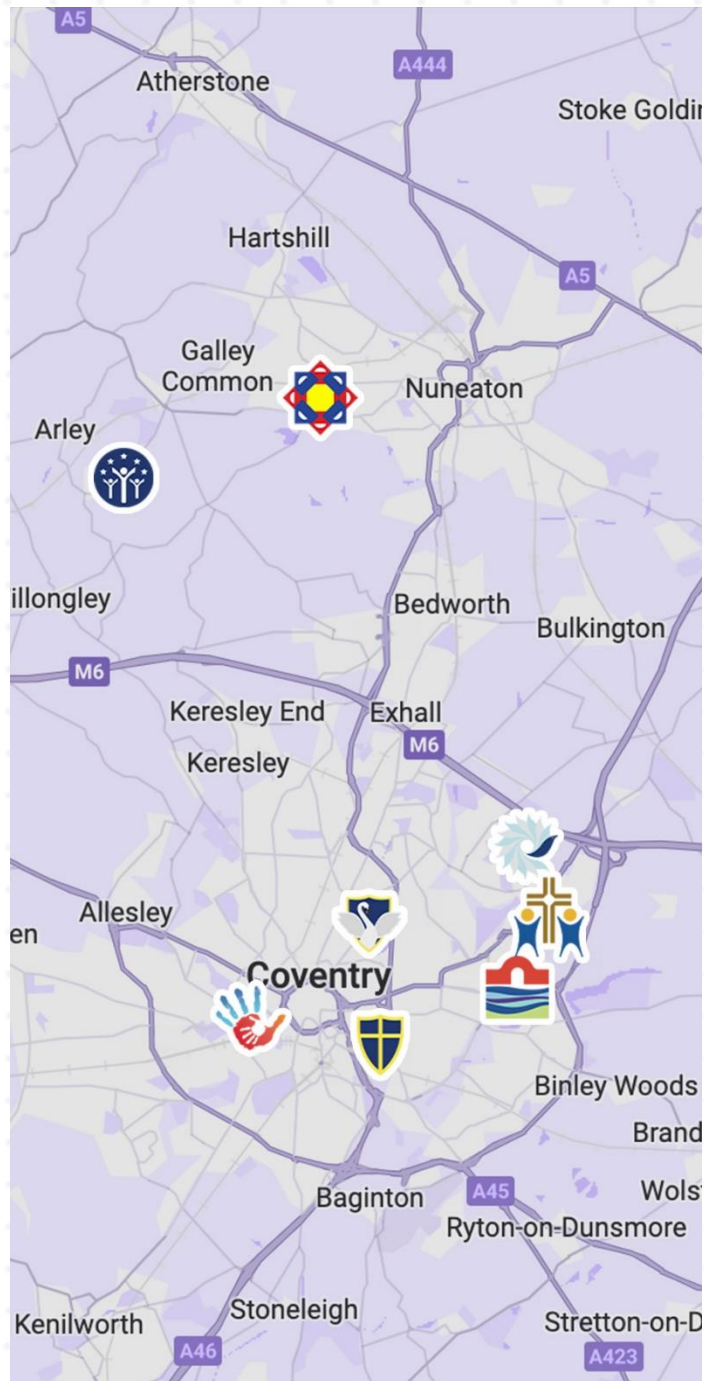 A5
A444
Atherstone
Stoke Goldin
Hartshill
A5
Galley
Common
Nuneaton
Arley
illongley
Bedworth
Bulkington
M6
Keresley End
Exhall
M6
Keresley
Allesley
en
Coventry
Binley Woods
Brand
Baginton
A45
Wols
Ryton-on-Dunsmore
Stoneleigh
Kenilworth
Stretton-on-D
A46
A423